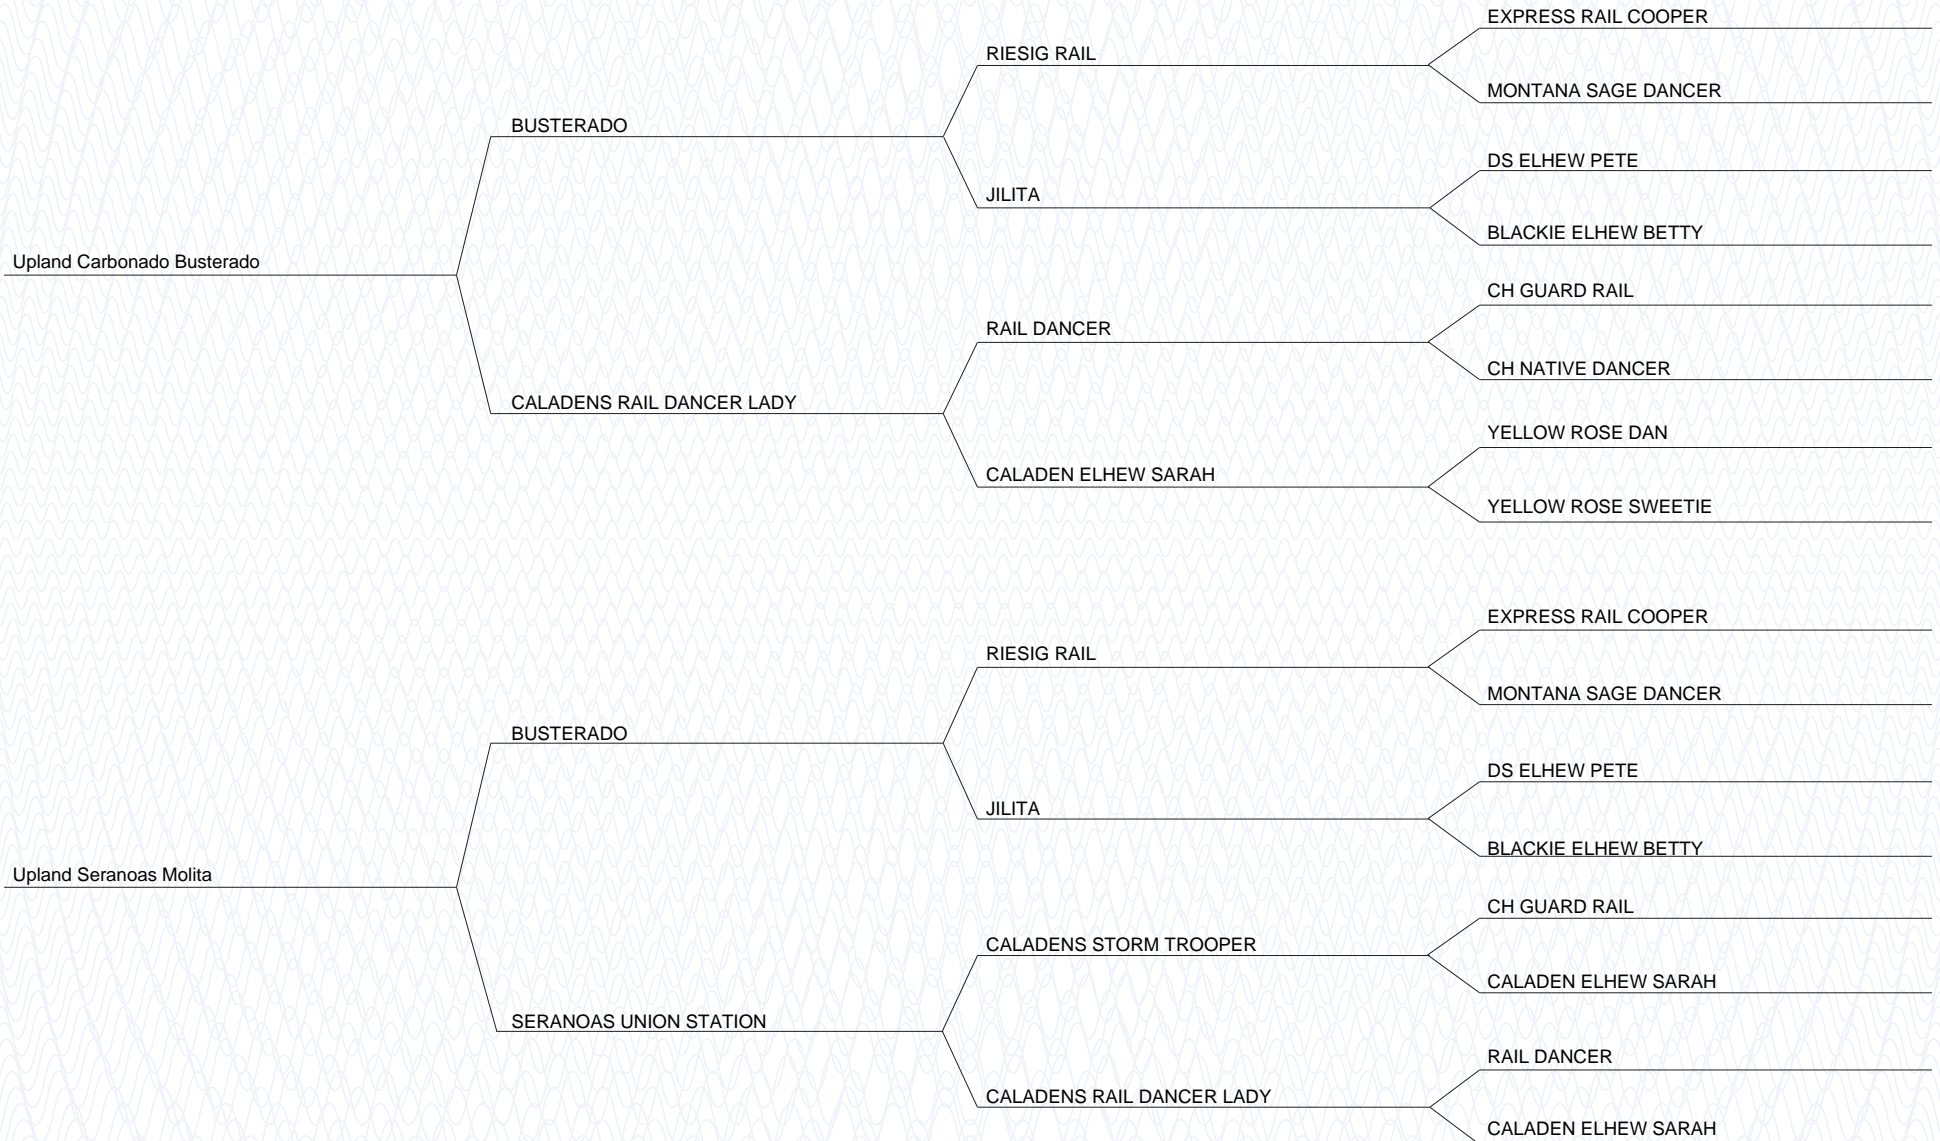 EXPRESS RAIL COOPER
RIESIG RAIL
MONTANA SAGE DANCER
BUSTERADO
DS ELHEW PETE
JILITA
BLACKIE ELHEW BETTY
Upland Carbonado Busterado
CH GUARD RAIL
RAIL DANCER
CH NATIVE DANCER
CALADENS RAIL DANCER LADY
YELLOW ROSE DAN
CALADEN ELHEW SARAH
YELLOW ROSE SWEETIE
EXPRESS RAIL COOPER
RIESIG RAIL
MONTANA SAGE DANCER
BUSTERADO
DS ELHEW PETE
JILITA
BLACKIE ELHEW BETTY
Upland Seranoas Molita
CH GUARD RAIL
CALADENS STORM TROOPER
CALADEN ELHEW SARAH
SERANOAS UNION STATION
RAIL DANCER
CALADENS RAIL DANCER LADY
CALADEN ELHEW SARAH